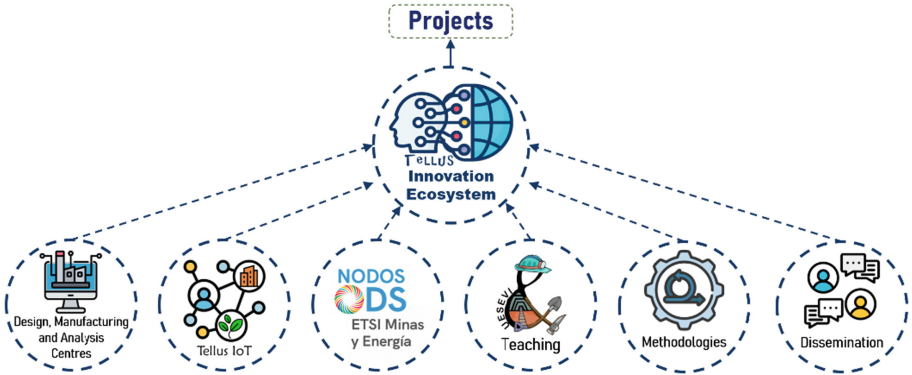 Projects
TELLUS
Innovation
Ecosystem
Design, Manufacturing
and Analysis
Centres
Tellus IoT
NODOS
ODS
ETSI Minas
y Energía
GESEVI
Teaching
Methodologies
Dissemination